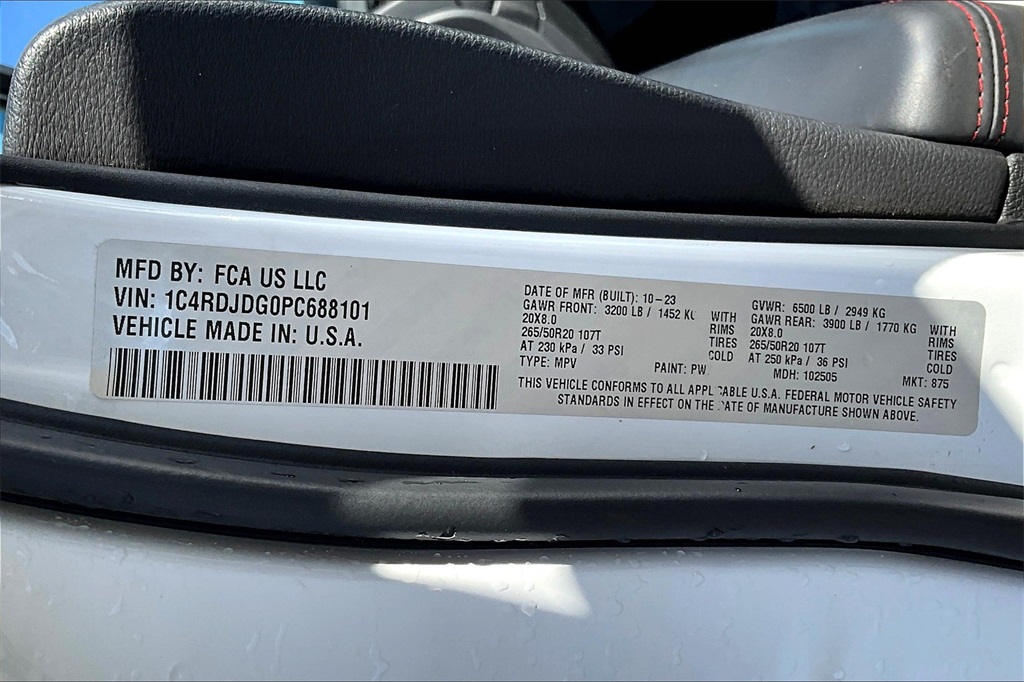 MFD BY: FCA US LLC
VIN: 1C4RDJDG0PC688101
VEHICLE MADE IN: U.S.A.
DATE OF MFR (BUILT): 10-23
GAWR FRONT: 3200 LB / 1452 KG WITH
20X8.0 RIMS
265/50R20 107T TIRES
AT 230 kPa / 33 PSI COLD
TYPE: MPV PAINT: PW
GVWR: 6500 LB / 2949 KG
GAWR REAR: 3900 LB / 1770 KG WITH
20X8.0 RIMS
265/50R20 107T TIRES
AT 250 kPa / 36 PSI COLD
MDH: 102505 MKT: 875
THIS VEHICLE CONFORMS TO ALL APPLICABLE U.S.A. FEDERAL MOTOR VEHICLE SAFETY
STANDARDS IN EFFECT ON THE DATE OF MANUFACTURE SHOWN ABOVE.